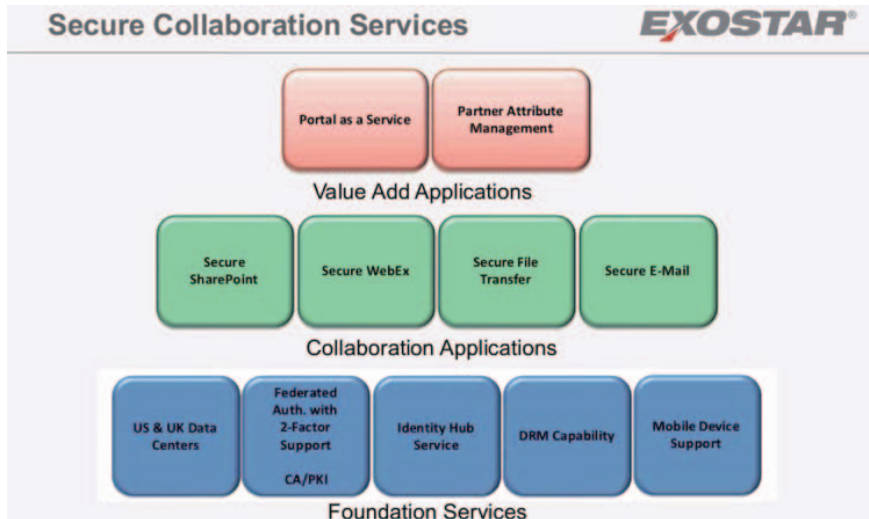 Secure Collaboration Services
EXOSTAR®
Portal as a Service
Partner Attribute
Management
Value Add Applications
Secure
SharePoint
Secure WebEx
Secure File
Transfer
Secure E-Mail
Collaboration Applications
US & UK Data
Centers
Federated
Auth. with
2-Factor
Support
CA/PKI
Identity Hub
Service
DRM Capability
Mobile Device
Support
Foundation Services